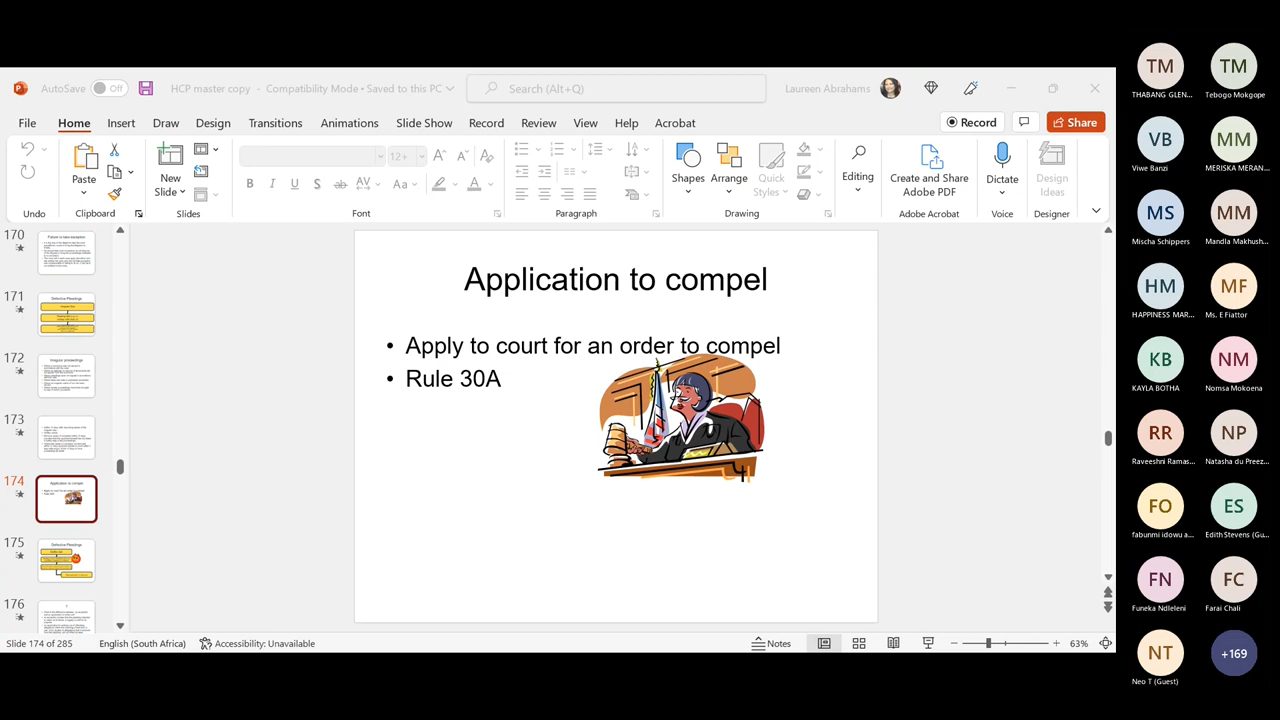 AutoSave Off HCP master copy - Compatibility Mode • Saved to this PC Search (Alt+Q) Laureen Abrahams
File Home Insert Draw Design Transitions Animations Slide Show Record Review View Help Acrobat Record Share
Paste New Slide 12+ Shapes Arrange Quick Styles Editing Create and Share Adobe PDF Dictate Design Ideas
Undo Clipboard Slides Font Paragraph Drawing Adobe Acrobat Voice Designer
170
171
172
173
174
175
176
Application to compel
• Apply to court for an order to compel
• Rule 30A
Slide 174 of 285 English (South Africa) Accessibility: Unavailable Notes 63%
TM TM
THABANG GLEN... Tebogo Mokgope
VB MM
Viwe Banzi MERISKA MERAN...
MS MM
Mischa Schippers Mandla Makhush...
HM MF
HAPPINESS MAR... Ms. E Fiattor
KB NM
KAYLA BOTHA Nomsa Mokoena
RR NP
Raveeshni Ramas... Natasha du Preez...
FO ES
fabunmi idowu a... Edith Stevens (Gu...
FN FC
Funeka Ndleleni Farai Chali
NT +169
Neo T (Guest)